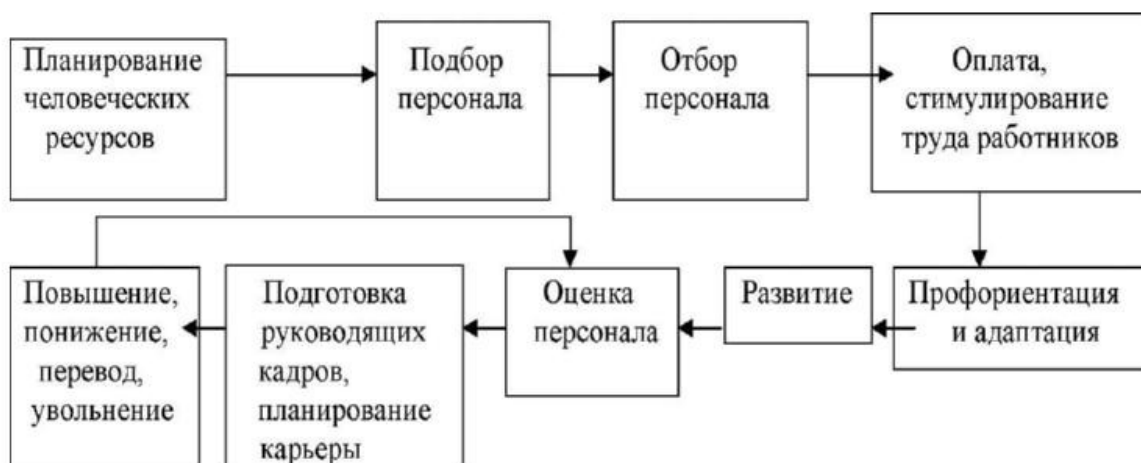 Планирование
человеческих
ресурсов
Подбор
персонала
Отбор
персонала
Оплата,
стимулирование
труда работников
Повышение,
понижение,
перевод,
увольнение
Подготовка
руководящих
кадров,
планирование
карьеры
Оценка
персонала
Развитие
Профориентация
и адаптация